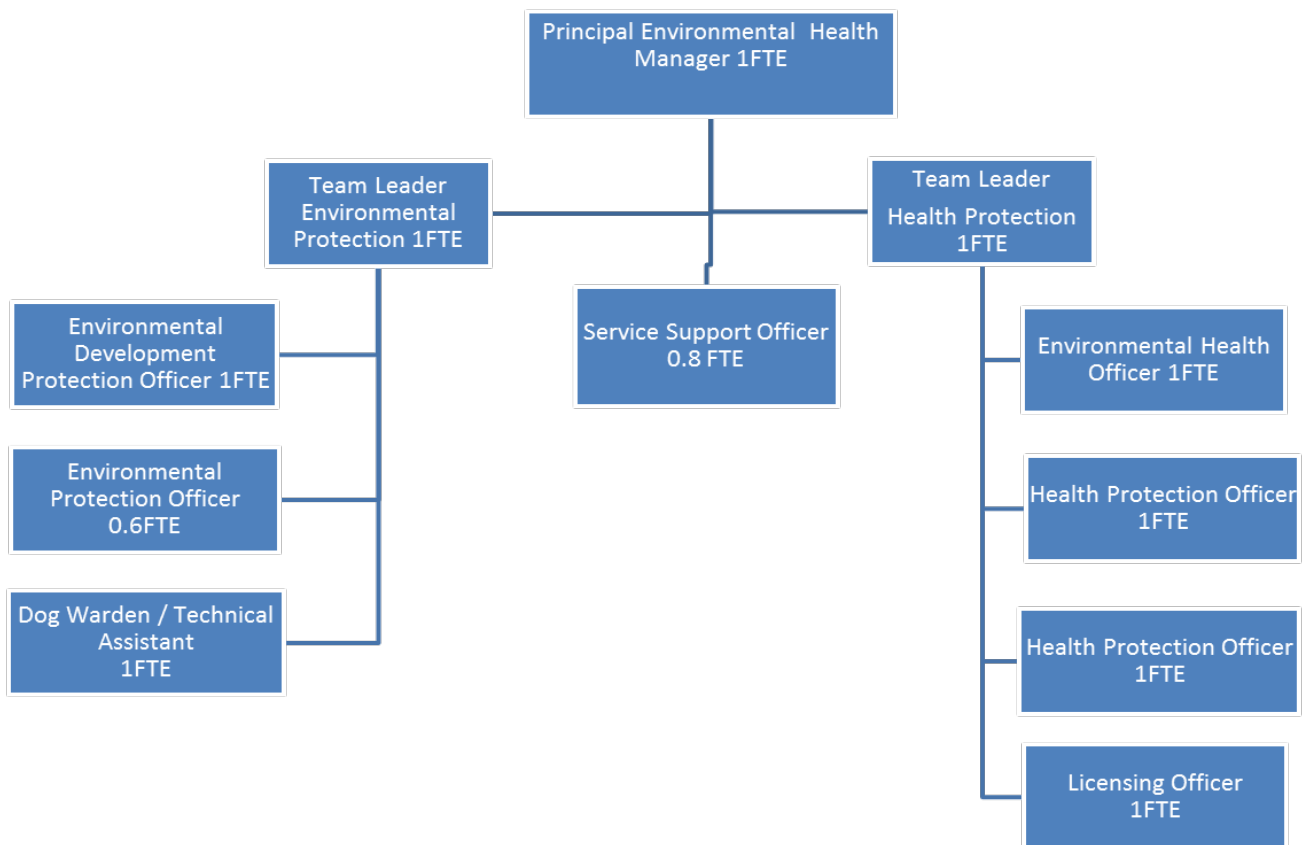 Principal Environmental Health
Manager 1FTE
Team Leader
Environmental
Protection 1FTE
Team Leader
Health Protection
1FTE
Service Support Officer
0.8 FTE
Environmental
Development
Protection Officer 1FTE
Environmental
Protection Officer
0.6FTE
Dog Warden / Technical
Assistant
1FTE
Environmental Health
Officer 1FTE
Health Protection Officer
1FTE
Health Protection Officer
1FTE
Licensing Officer
1FTE